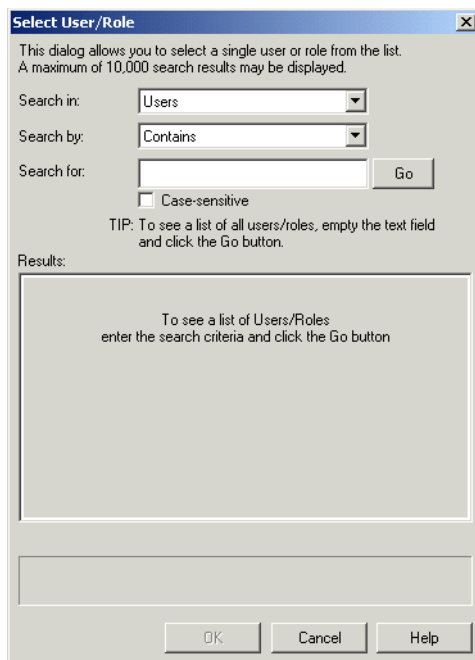 Select User/Role
This dialog allows you to select a single user or role from the list.
A maximum of 10,000 search results may be displayed.
Search in:
Users
Search by:
Contains
Search for:
Go
Case-sensitive
TIP: To see a list of all users/roles, empty the text field
and click the Go button.
Results:
To see a list of Users/Roles
enter the search criteria and click the Go button
OK
Cancel
Help